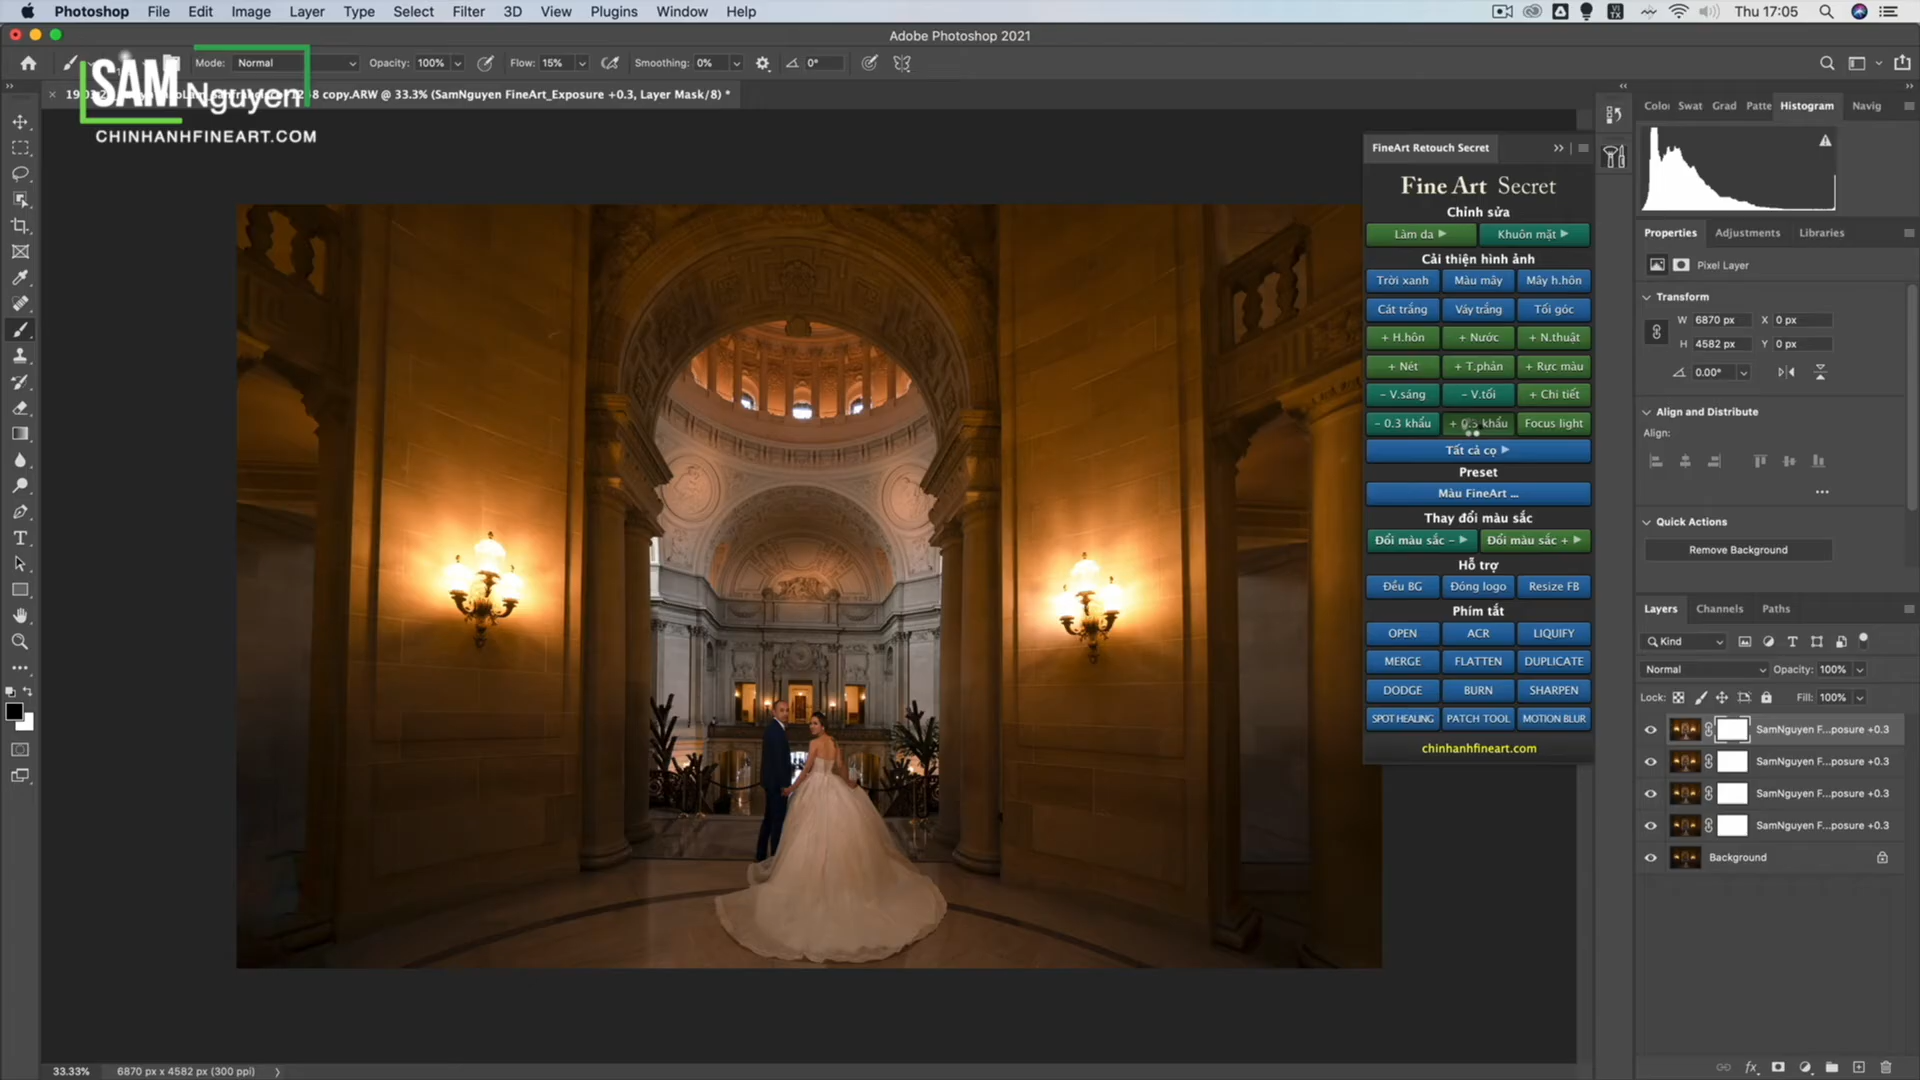 Photoshop File Edit Image Layer Type Select Filter 3D View Plugins Window Help
VI
TX
Thu 17:05
Adobe Photoshop 2021
Mode: Normal Opacity: 100% Flow: 15% Smoothing: 0% 0°
SAM Nguyen
CHINHANHFINEART.COM
copy.ARW @ 33.3% (SamNguyen FineArt_Exposure +0.3, Layer Mask/8) *
FineArt Retouch Secret
Fine Art Secret
Chỉnh sửa
Làm da Khuôn mặt
Cải thiện hình ảnh
Trời xanh Màu mây Mây h.hôn
Cát trắng Váy trắng Tối góc
+ H.hôn + Nước + N.thuật
+ Nét + T.phản + Rực màu
- V.sáng - V.tối + Chi tiết
- 0.3 khẩu + 0.3 khẩu Focus light
Tất cả cọ
Preset
Màu FineArt ...
Thay đổi màu sắc
Đổi màu sắc - Đổi màu sắc +
Hỗ trợ
Đều BG Đóng logo Resize FB
Phím tắt
OPEN ACR LIQUIFY
MERGE FLATTEN DUPLICATE
DODGE BURN SHARPEN
SPOT HEALING PATCH TOOL MOTION BLUR
chinhanhfineart.com
Color Swat Grad Patte Histogram Navig
Properties Adjustments Libraries
Pixel Layer
Transform
W 6870 px X 0 px
H 4582 px Y 0 px
0.00°
Align and Distribute
Align:
Quick Actions
Remove Background
Layers Channels Paths
Kind
Normal Opacity: 100%
Lock: Fill: 100%
SamNguyen F...posure +0.3
SamNguyen F...posure +0.3
SamNguyen F...posure +0.3
SamNguyen F...posure +0.3
Background
fx
33.33% 6870 px x 4582 px (300 ppi)